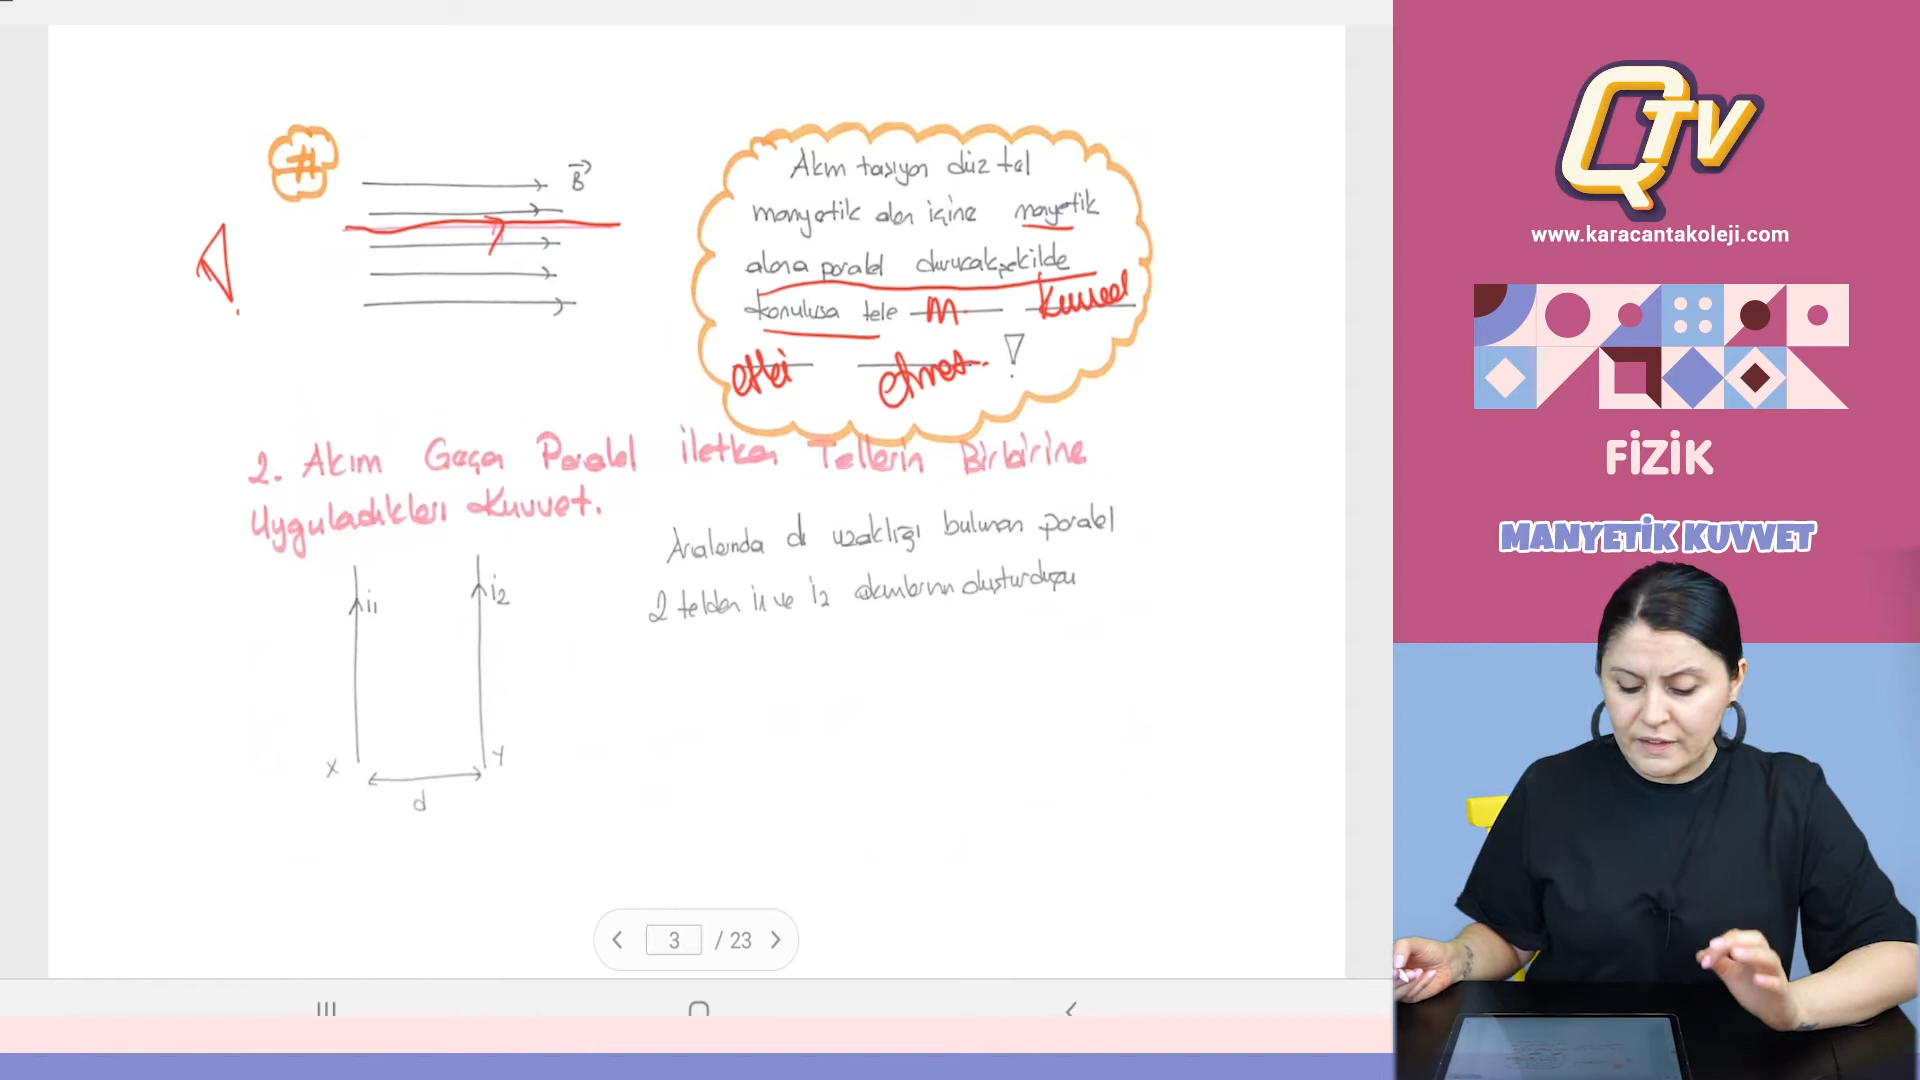 #
B
Akım taşıyan düz tel
manyetik alan içine manyetik
alana paralel duracak şekilde
konulursa tele M Kuvvet
etki etmez !
2. Akım Geçen Paralel iletken Tellerin Birbirine
Uyguladıkları Kuvvet.
Aralarında d uzaklığı bulunan paralel
2 telden i1 ve i2 akımlarının oluşturduğu
i1
i2
X
Y
d
3 / 23
QTV
www.karacantakoleji.com
FİZİK
MANYETİK KUVVET